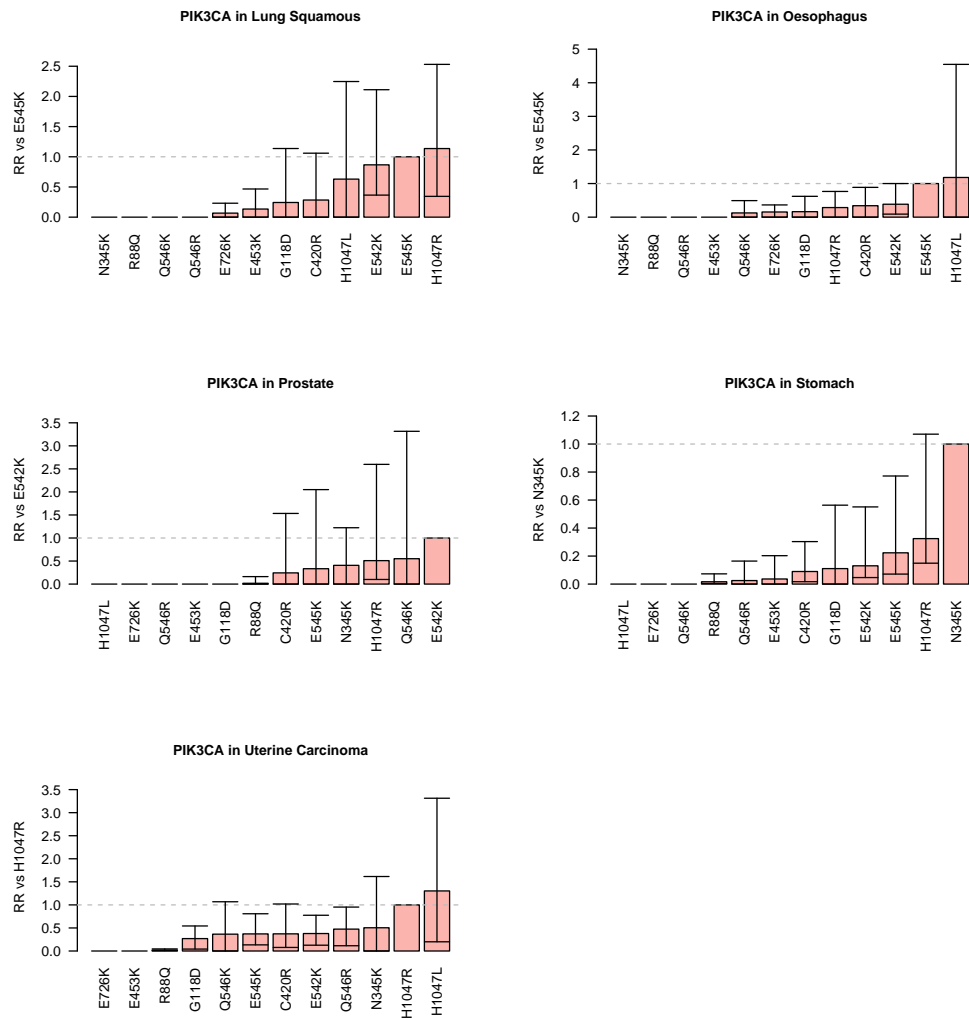 PIK3CA in Lung Squamous
RR vs E545K
2.5
2.0
1.5
1.0
0.5
0.0
N345K
R88Q
Q546K
Q546R
E726K
E453K
G118D
C420R
H1047L
E542K
E545K
H1047R
PIK3CA in Oesophagus
RR vs E545K
5
4
3
2
1
0
N345K
R88Q
Q546R
E453K
Q546K
E726K
G118D
H1047R
C420R
E542K
E545K
H1047L
PIK3CA in Prostate
RR vs E542K
3.5
3.0
2.5
2.0
1.5
1.0
0.5
0.0
H1047L
E726K
Q546R
E453K
G118D
R88Q
C420R
E545K
N345K
H1047R
Q546K
E542K
PIK3CA in Stomach
RR vs N345K
1.2
1.0
0.8
0.6
0.4
0.2
0.0
H1047L
E726K
Q546K
R88Q
Q546R
E453K
C420R
G118D
E542K
E545K
H1047R
N345K
PIK3CA in Uterine Carcinoma
RR vs H1047R
3.5
3.0
2.5
2.0
1.5
1.0
0.5
0.0
E726K
E453K
R88Q
G118D
Q546K
E545K
C420R
E542K
Q546R
N345K
H1047R
H1047L